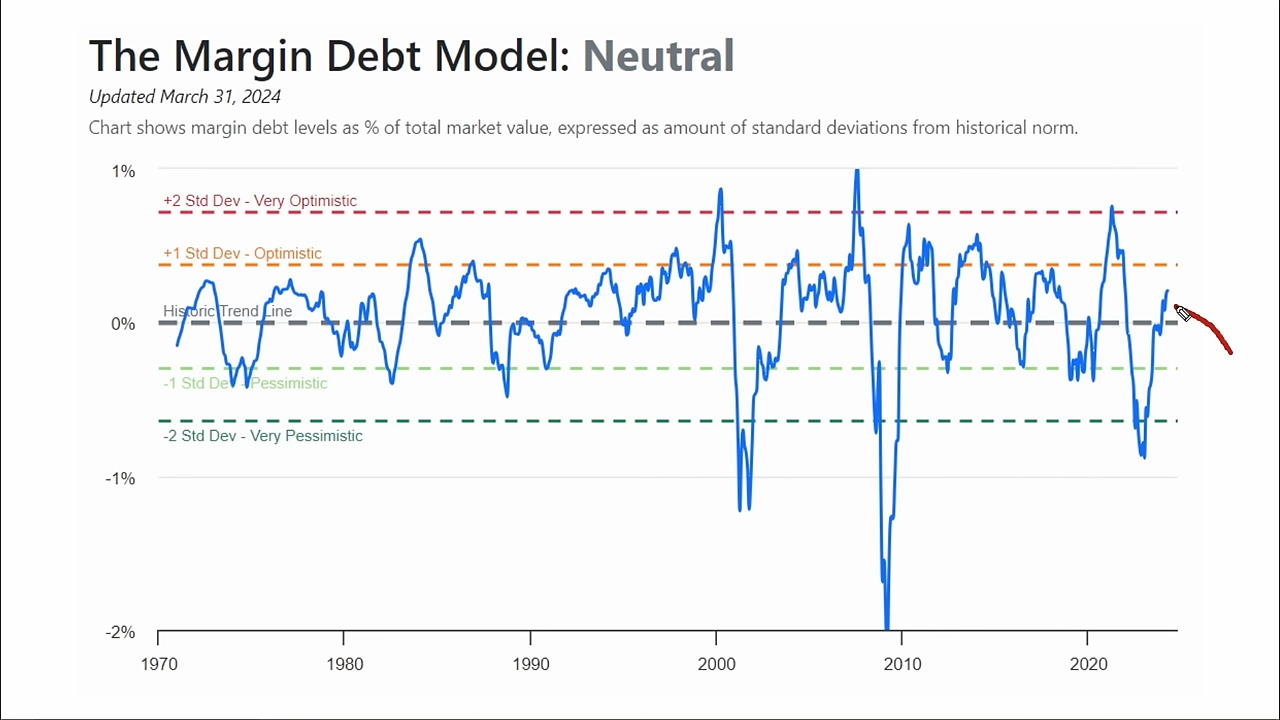 The Margin Debt Model: Neutral
Updated March 31, 2024
Chart shows margin debt levels as % of total market value, expressed as amount of standard deviations from historical norm.
1%
+2 Std Dev - Very Optimistic
+1 Std Dev - Optimistic
Historic Trend Line
0%
-1 Std Dev - Pessimistic
-2 Std Dev - Very Pessimistic
-1%
-2%
1970 1980 1990 2000 2010 2020